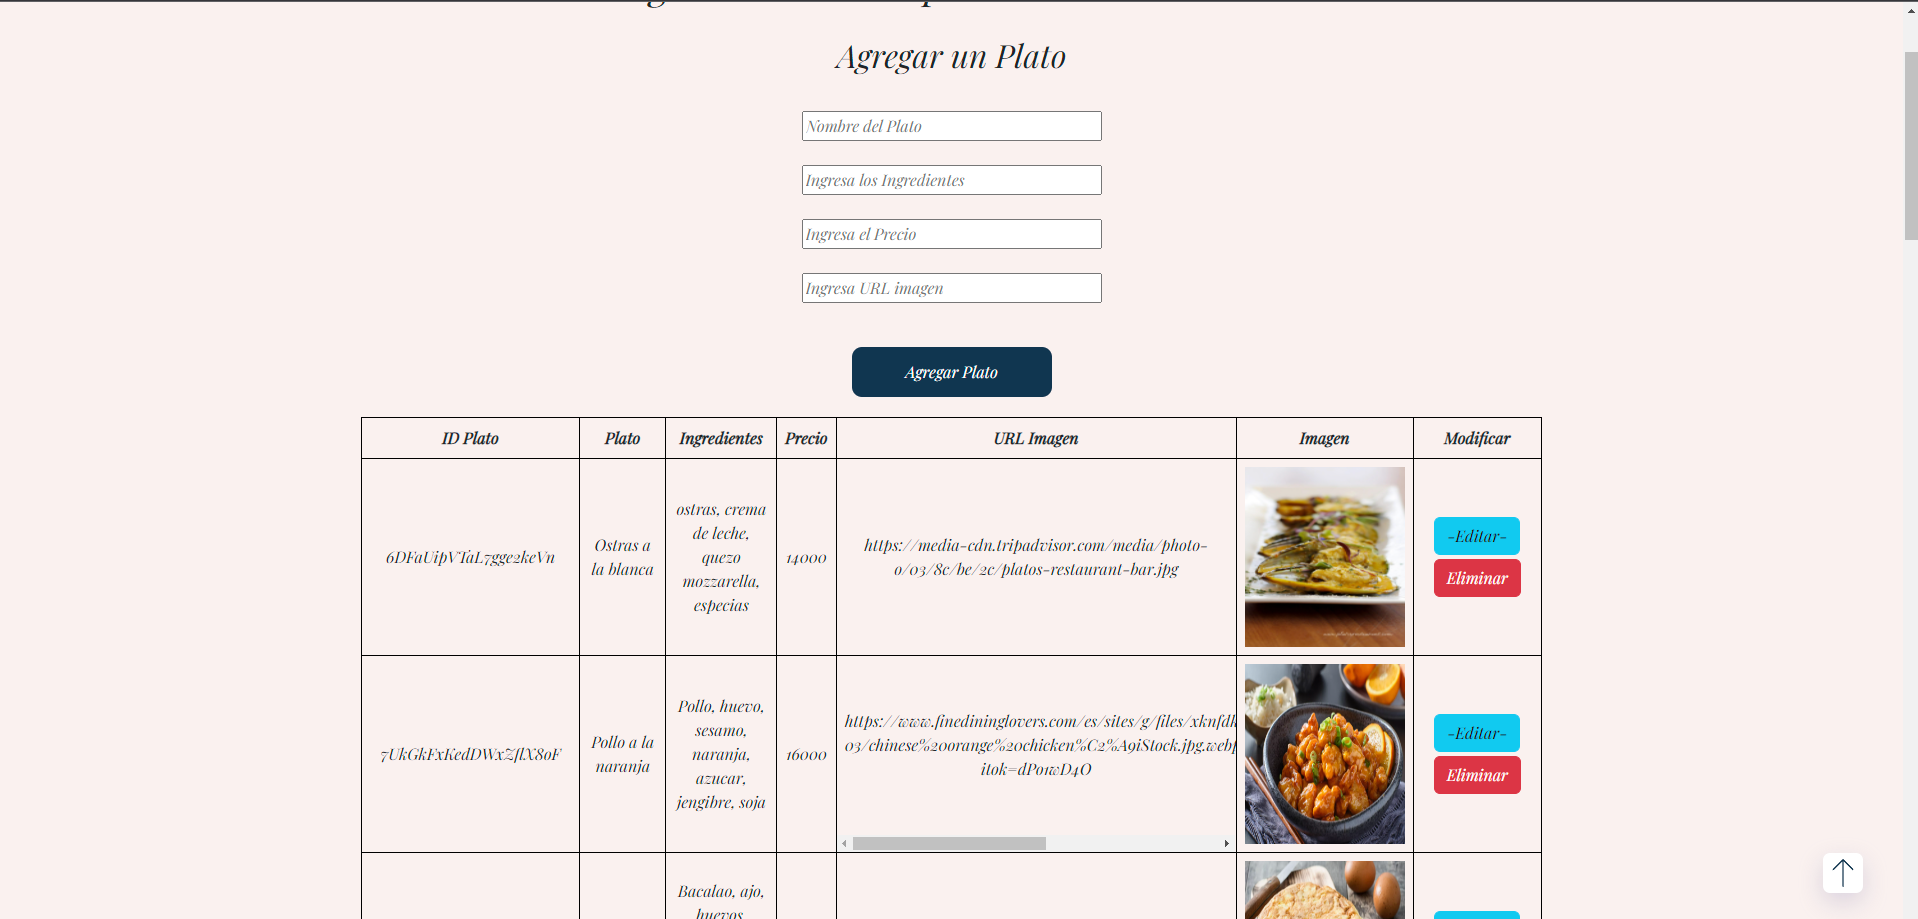 Agregar un Plato
Nombre del Plato
Ingresa los Ingredientes
Ingresa el Precio
Ingresa URL imagen
Agregar Plato
ID Plato Plato Ingredientes Precio URL Imagen Imagen Modificar
6DFaUipVTaL7gge2keVn
Ostras a
la blanca
ostras, crema
de leche,
quezo
mozzarella,
especias
14000
https://media-cdn.tripadvisor.com/media/photo-
o/03/8c/be/2c/platos-restaurant-bar.jpg
-Editar-
Eliminar
7UkGkFxKedDWxZflX8oF
Pollo a la
naranja
Pollo, huevo,
sesamo,
naranja,
azucar,
jengibre, soja
16000
https://www.finedininglovers.com/es/sites/g/files/xknfdk
03/chinese%20orange%20chicken%C2%A9iStock.jpg.webp
itok=dP01wD4O
-Editar-
Eliminar
Bacalao, ajo,
huevos